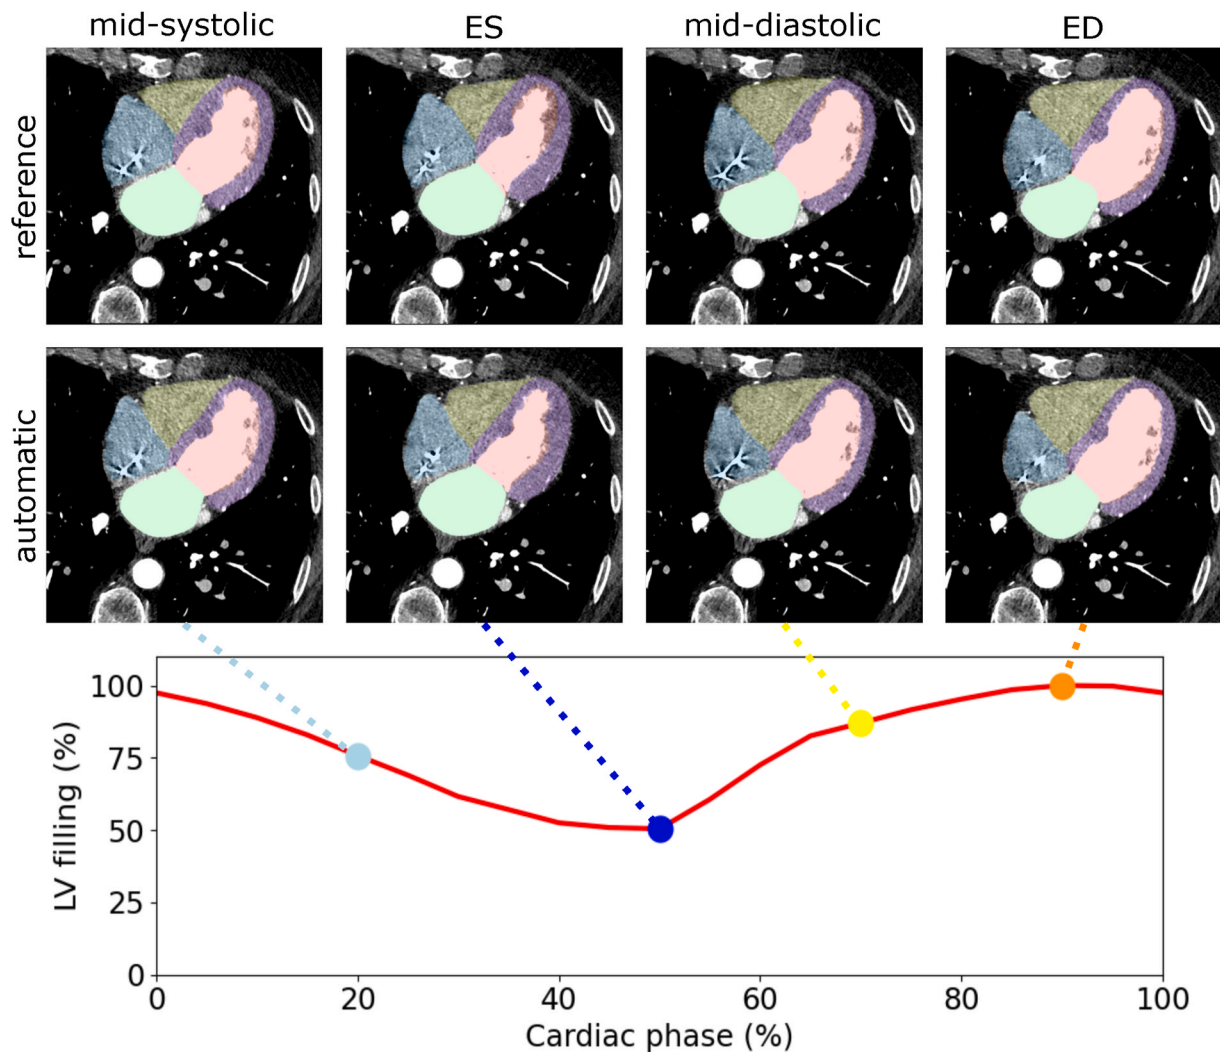 mid-systolic ES mid-diastolic ED
reference
automatic
100
75
50
25
0
LV filling (%)
0 20 40 60 80 100
Cardiac phase (%)